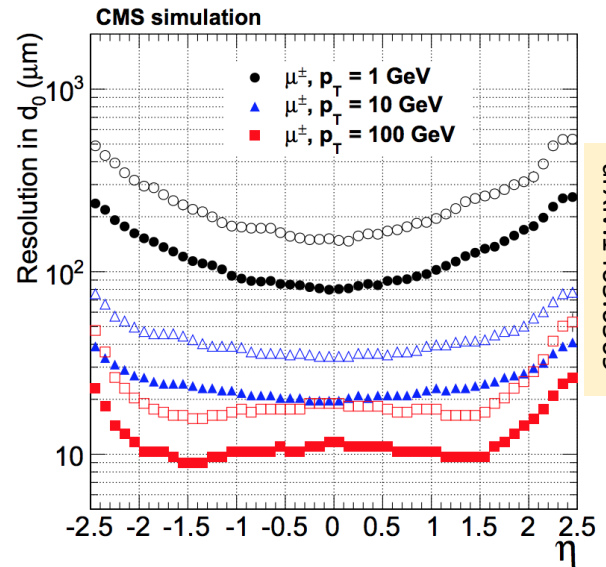 CMS simulation
Resolution in d0 (μm)
10³
10²
10
μ±, pT = 1 GeV
μ±, pT = 10 GeV
μ±, pT = 100 GeV
-2.5 -2 -1.5 -1 -0.5 0 0.5 1 1.5 2 2.5
η